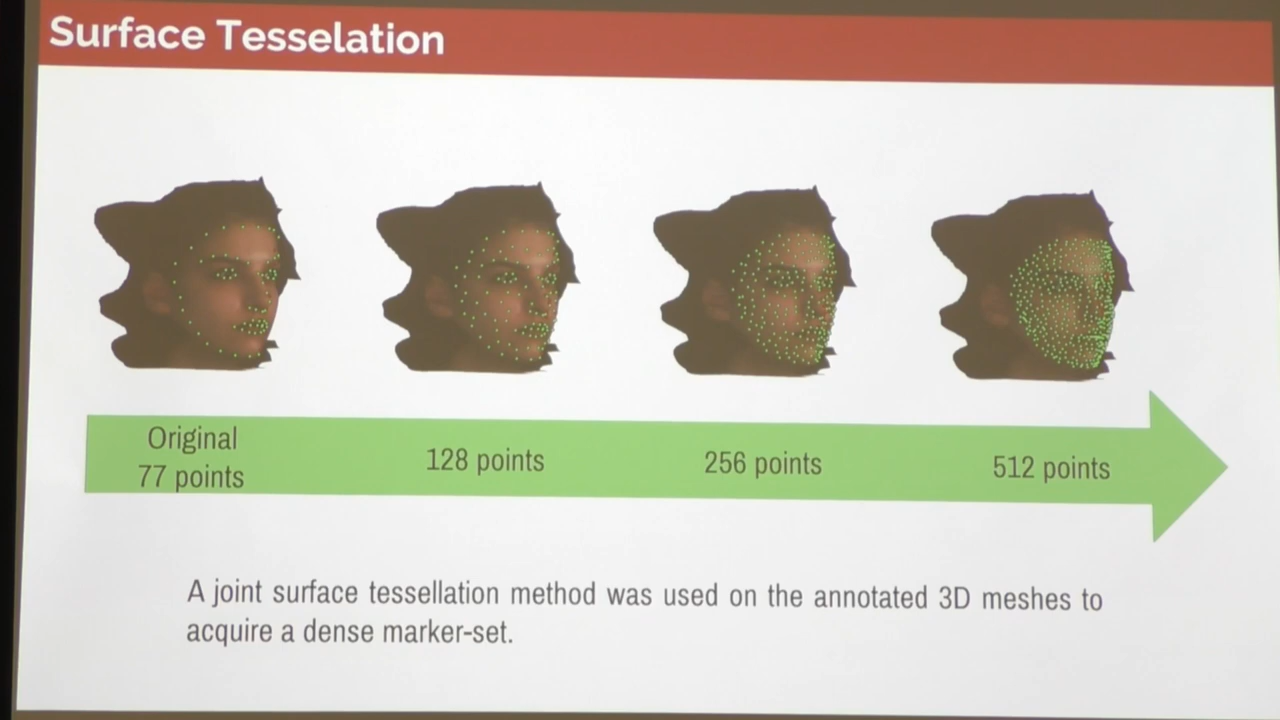 Surface Tesselation
Original
77 points
128 points
256 points
512 points
A joint surface tessellation method was used on the annotated 3D meshes to
acquire a dense marker-set.